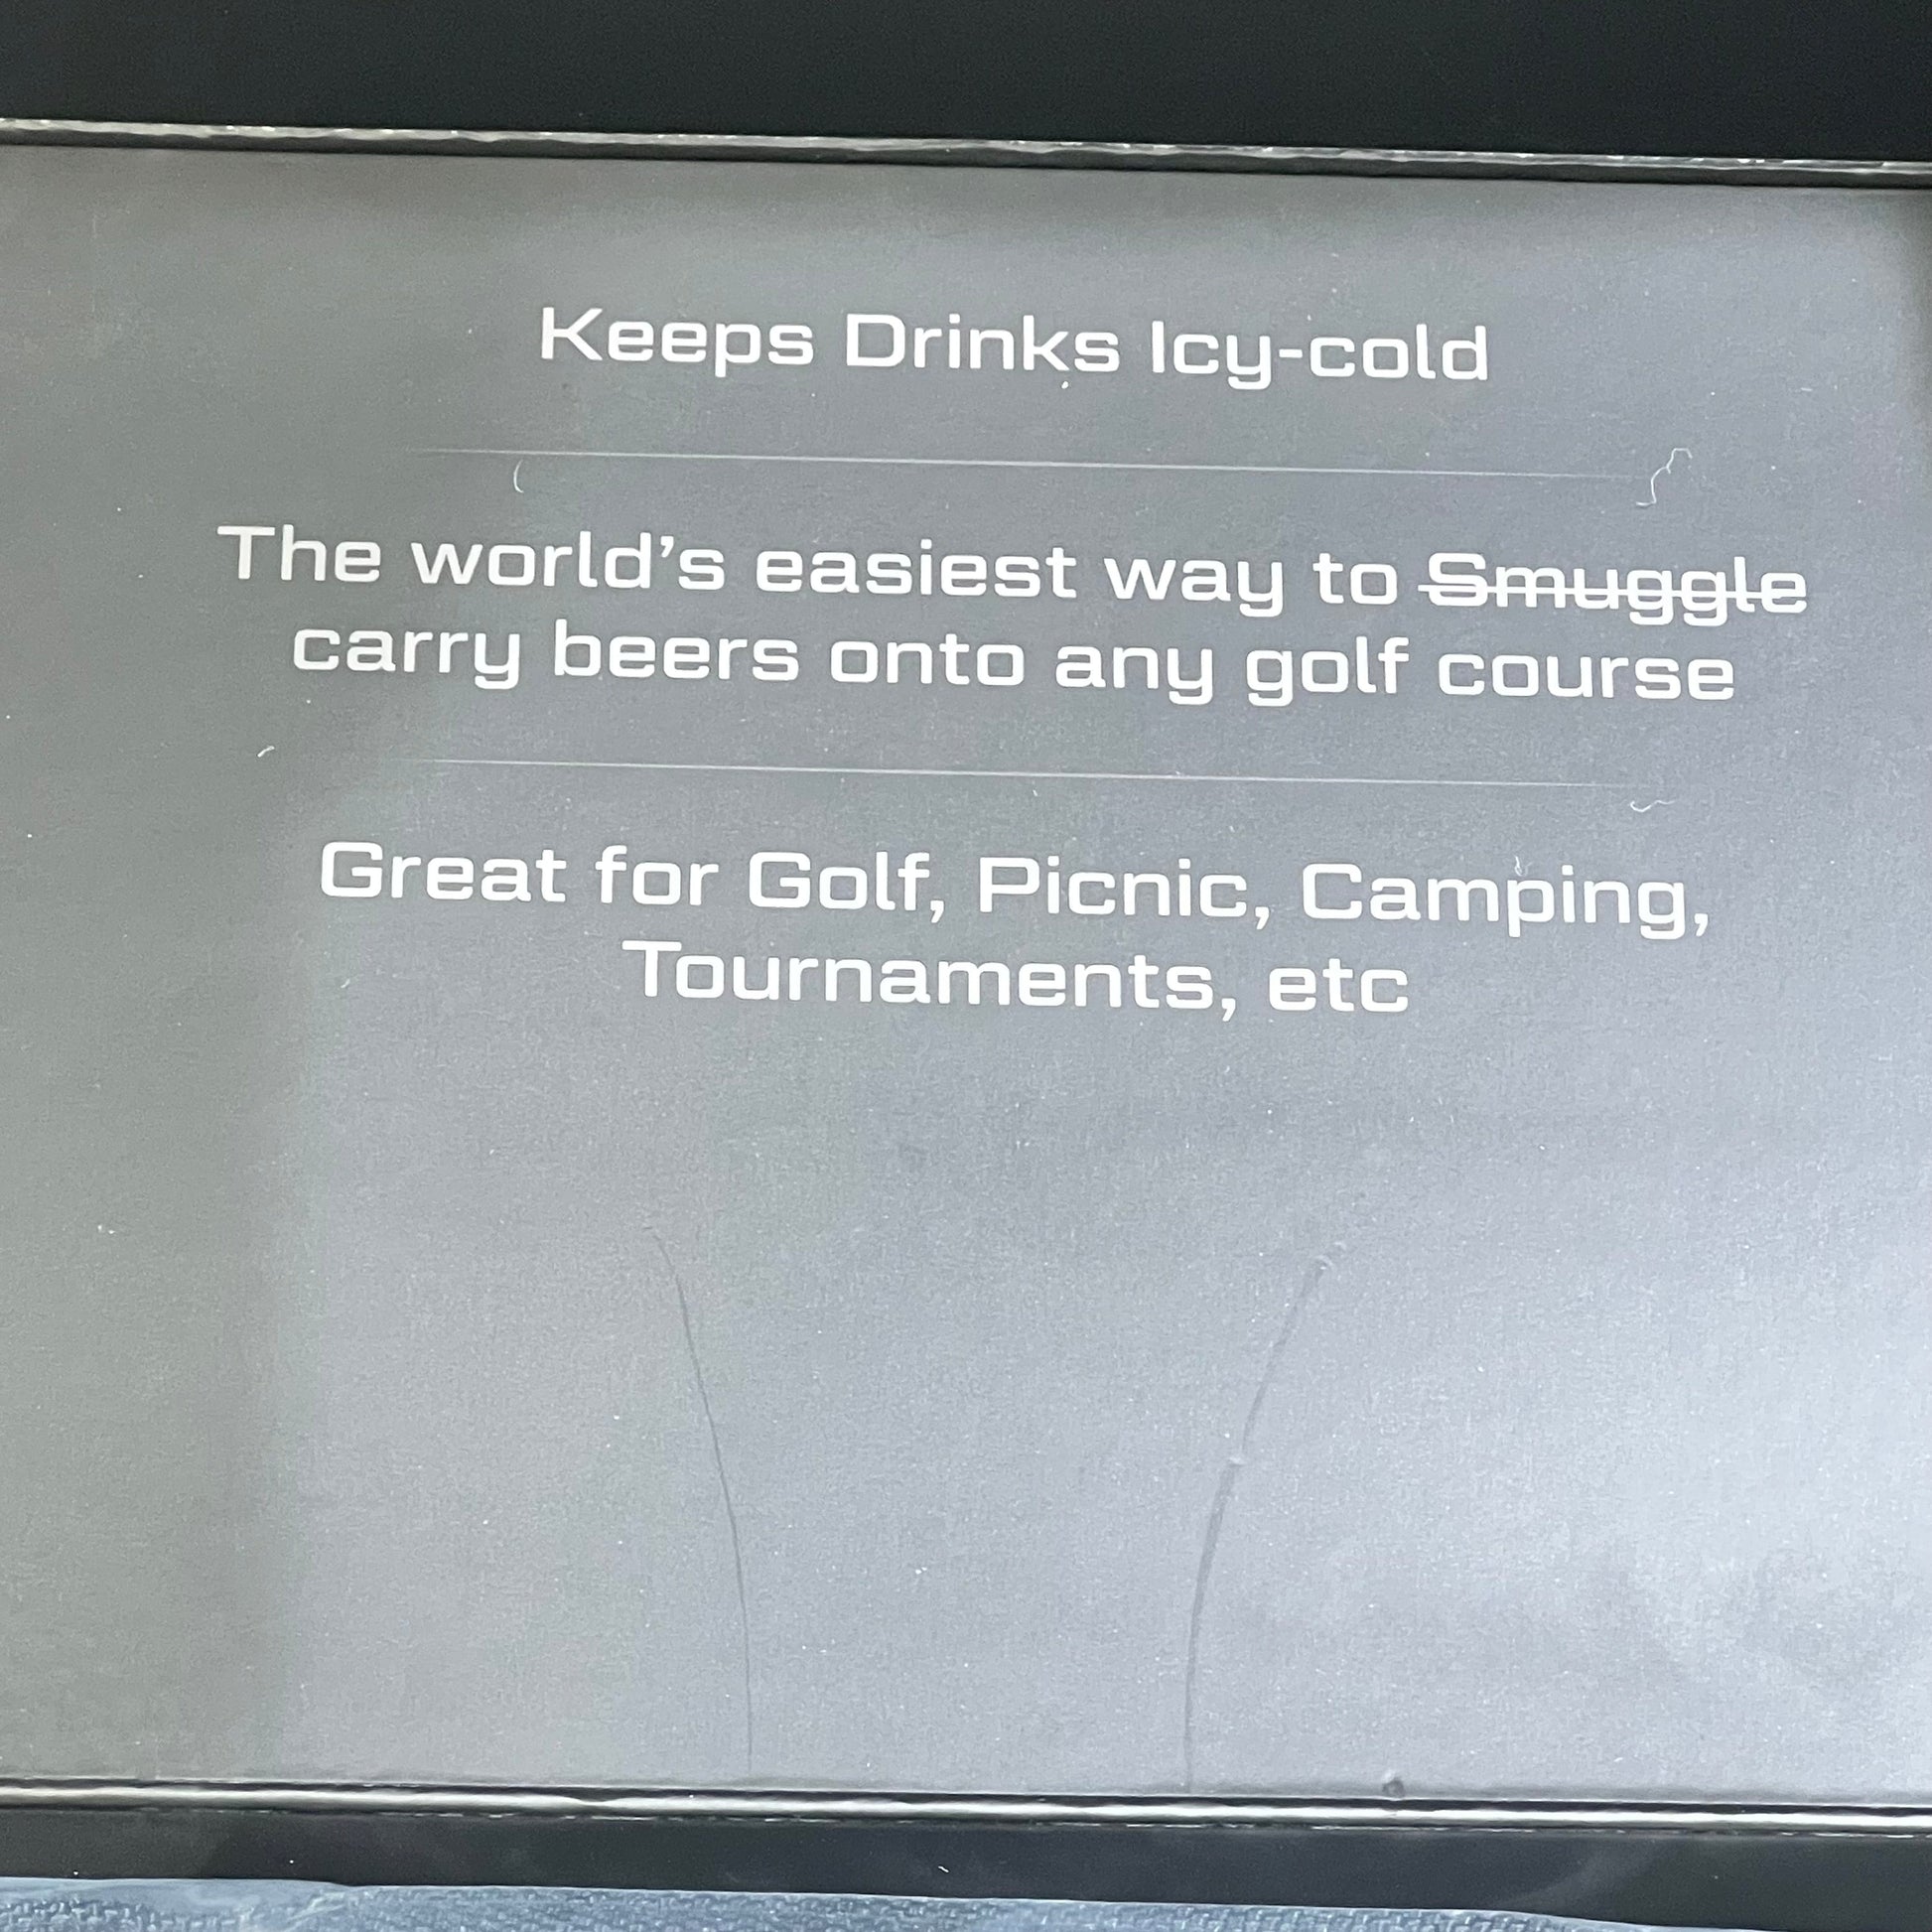 Keeps Drinks Icy-cold
The world's easiest way to Smuggle
carry beers onto any golf course
Great for Golf, Picnic, Camping,
Tournaments, etc